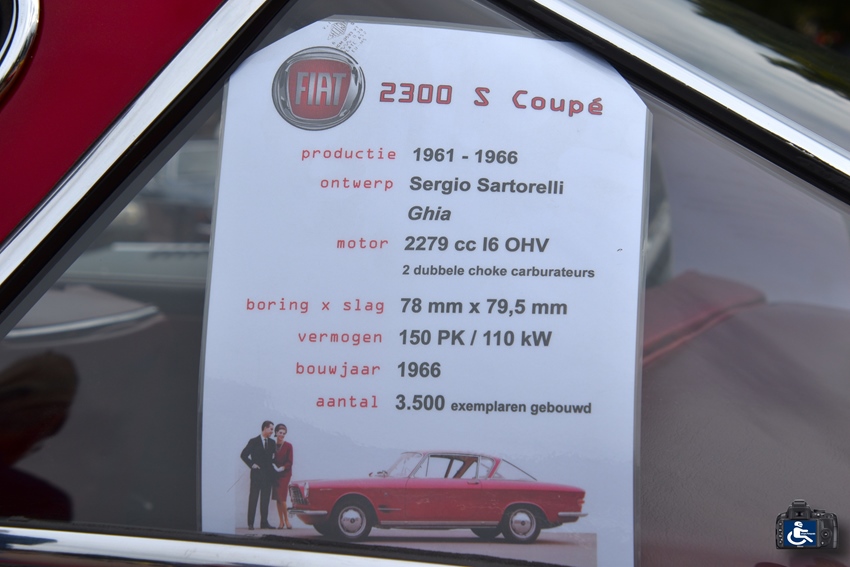 FIAT 2300 S Coupé
productie 1961 - 1966
ontwerp Sergio Sartorelli
Ghia
motor 2279 cc I6 OHV
2 dubbele choke carburateurs
boring x slag 78 mm x 79,5 mm
vermogen 150 PK / 110 kW
bouwjaar 1966
aantal 3.500 exemplaren gebouwd